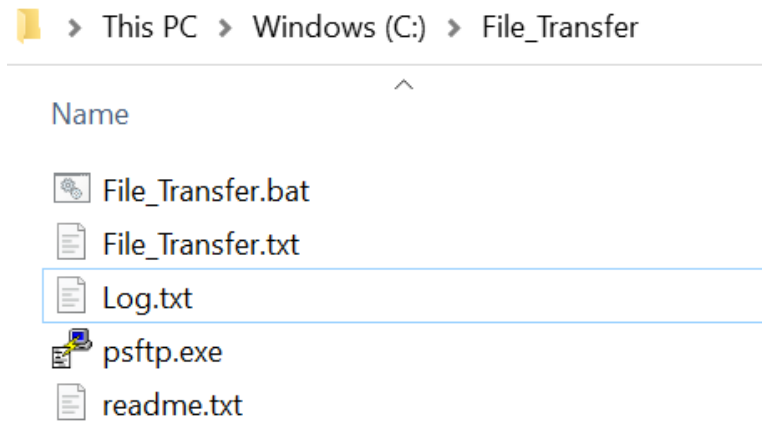 This PC > Windows (C:) > File_Transfer
Name
File_Transfer.bat
File_Transfer.txt
Log.txt
psftp.exe
readme.txt